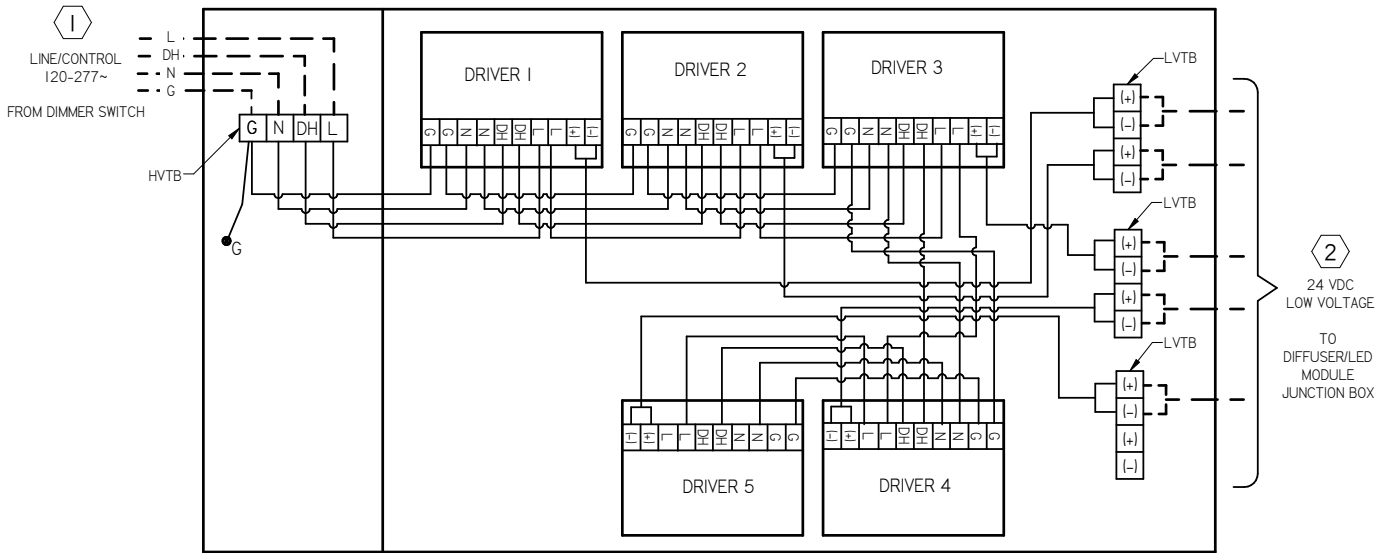 1
LINE/CONTROL
120-277~
FROM DIMMER SWITCH
L
DH
N
G
G N DH L
HVTB
G
DRIVER 1
G G N N DH DH L L (+) (-)
DRIVER 2
G G N N DH DH L L (+) (-)
DRIVER 3
G G N N DH DH L L (+) (-)
LVTB
(+)
(-)
(+)
(-)
LVTB
(+)
(-)
(+)
(-)
LVTB
(+)
(-)
(+)
(-)
2
24 VDC
LOW VOLTAGE
TO
DIFFUSER/LED
MODULE
JUNCTION BOX
(-) (+) L L DH DH N N G G
DRIVER 5
(-) (+) L L DH DH N N G G
DRIVER 4